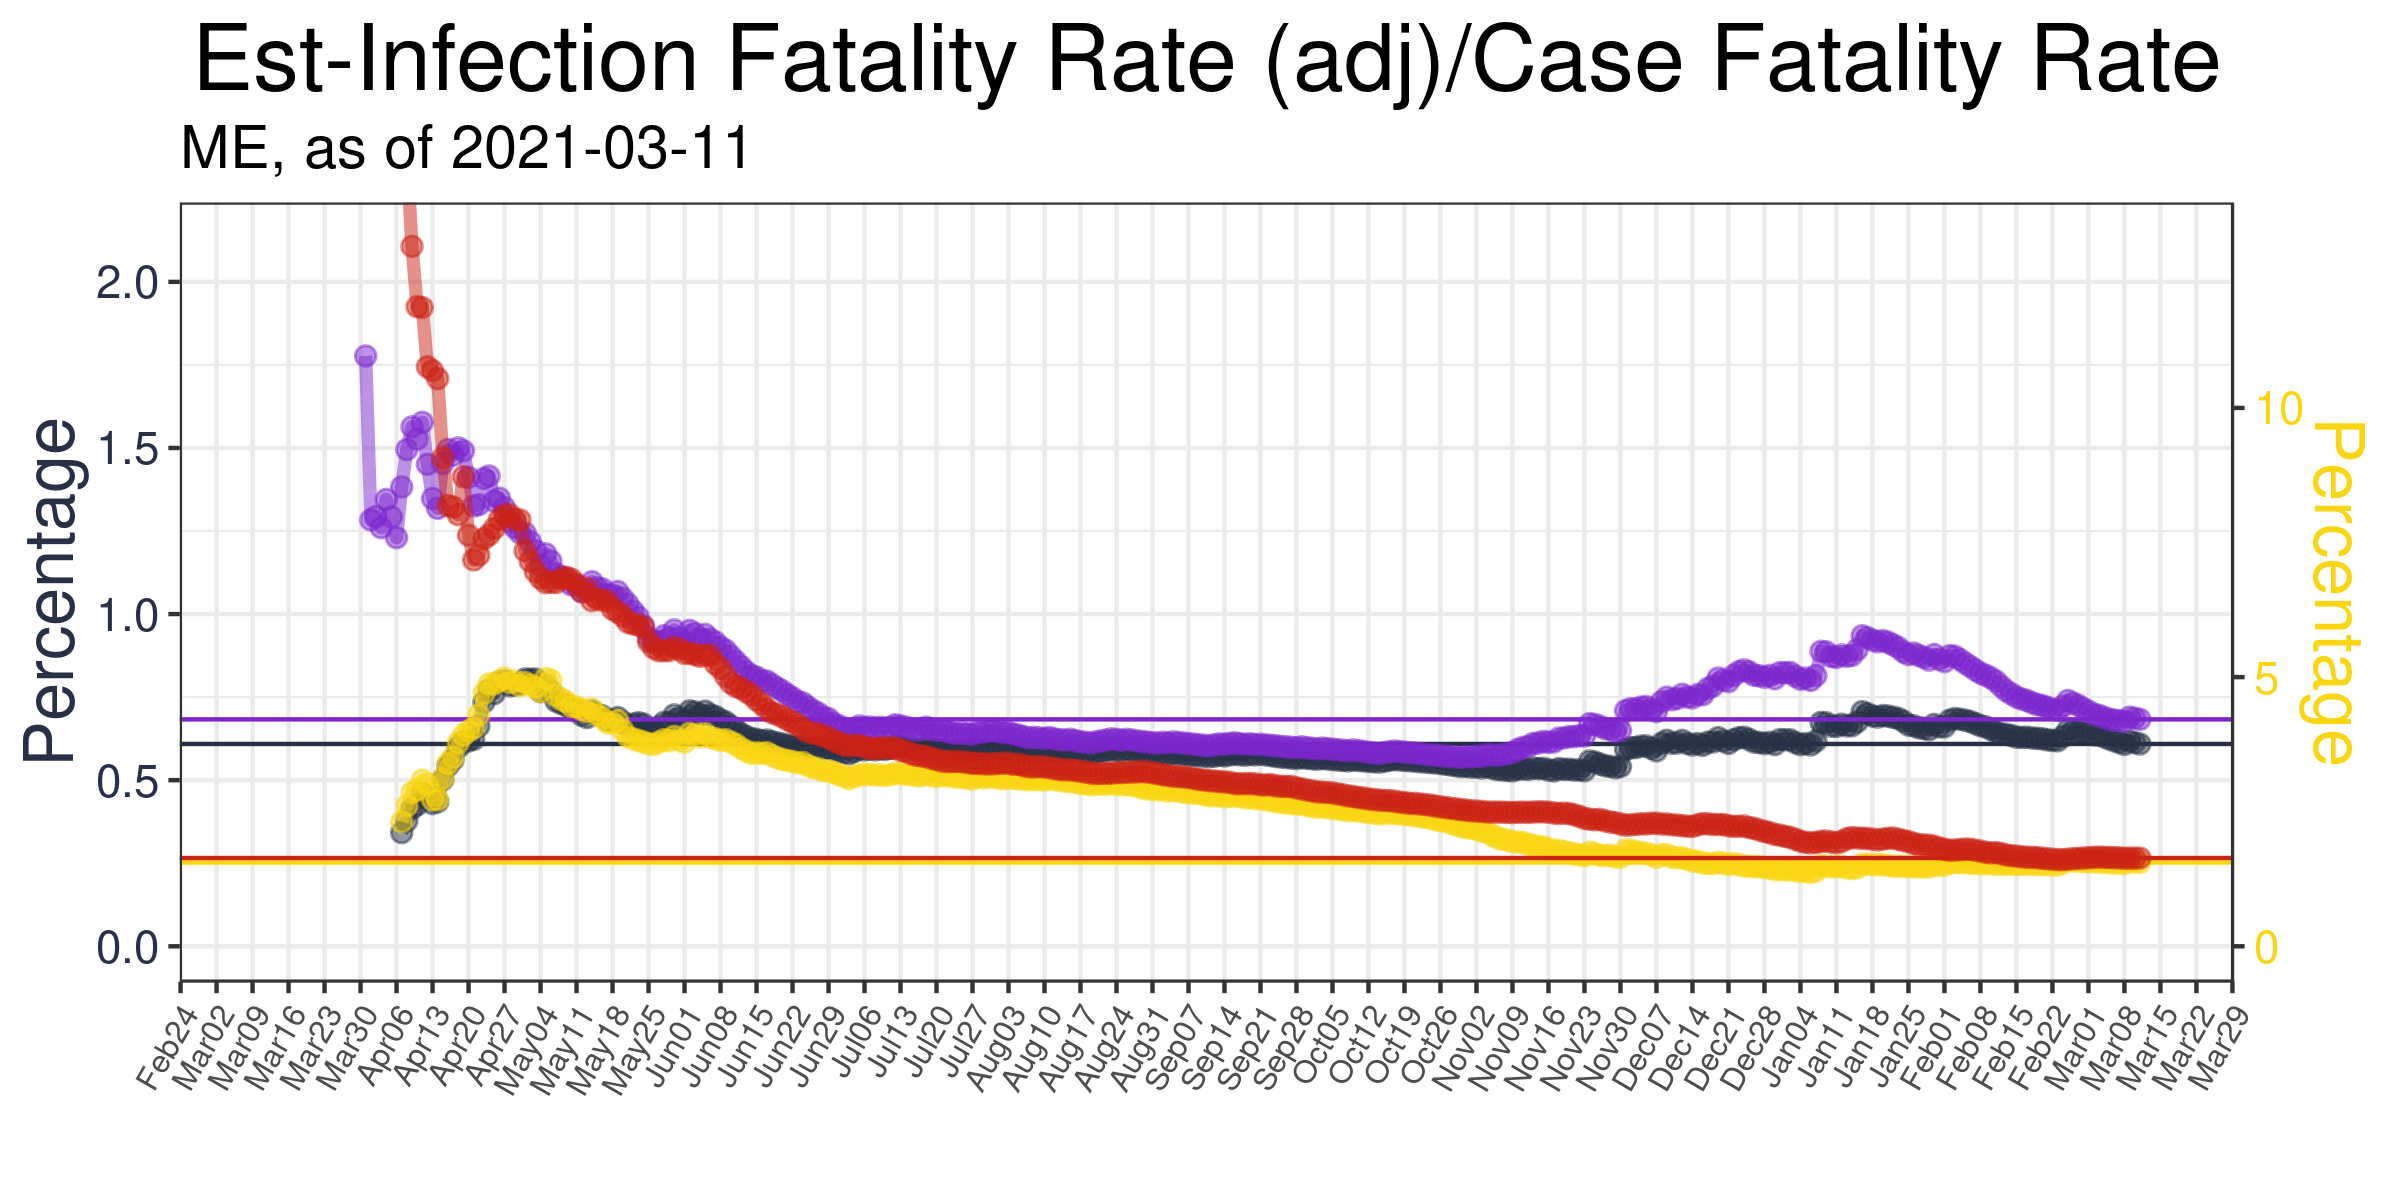 Est-Infection Fatality Rate (adj)/Case Fatality Rate
ME, as of 2021-03-11
Percentage
2.0
1.5
1.0
0.5
0.0
10
5
0
Percentage
Feb24
Mar02
Mar09
Mar16
Mar23
Mar30
Apr06
Apr13
Apr20
Apr27
May04
May11
May18
May25
Jun01
Jun08
Jun15
Jun22
Jun29
Jul06
Jul13
Jul20
Jul27
Aug03
Aug10
Aug17
Aug24
Aug31
Sep07
Sep14
Sep21
Sep28
Oct05
Oct12
Oct19
Oct26
Nov02
Nov09
Nov16
Nov23
Nov30
Dec07
Dec14
Dec21
Dec28
Jan04
Jan11
Jan18
Jan25
Feb01
Feb08
Feb15
Feb22
Mar01
Mar08
Mar15
Mar22
Mar29